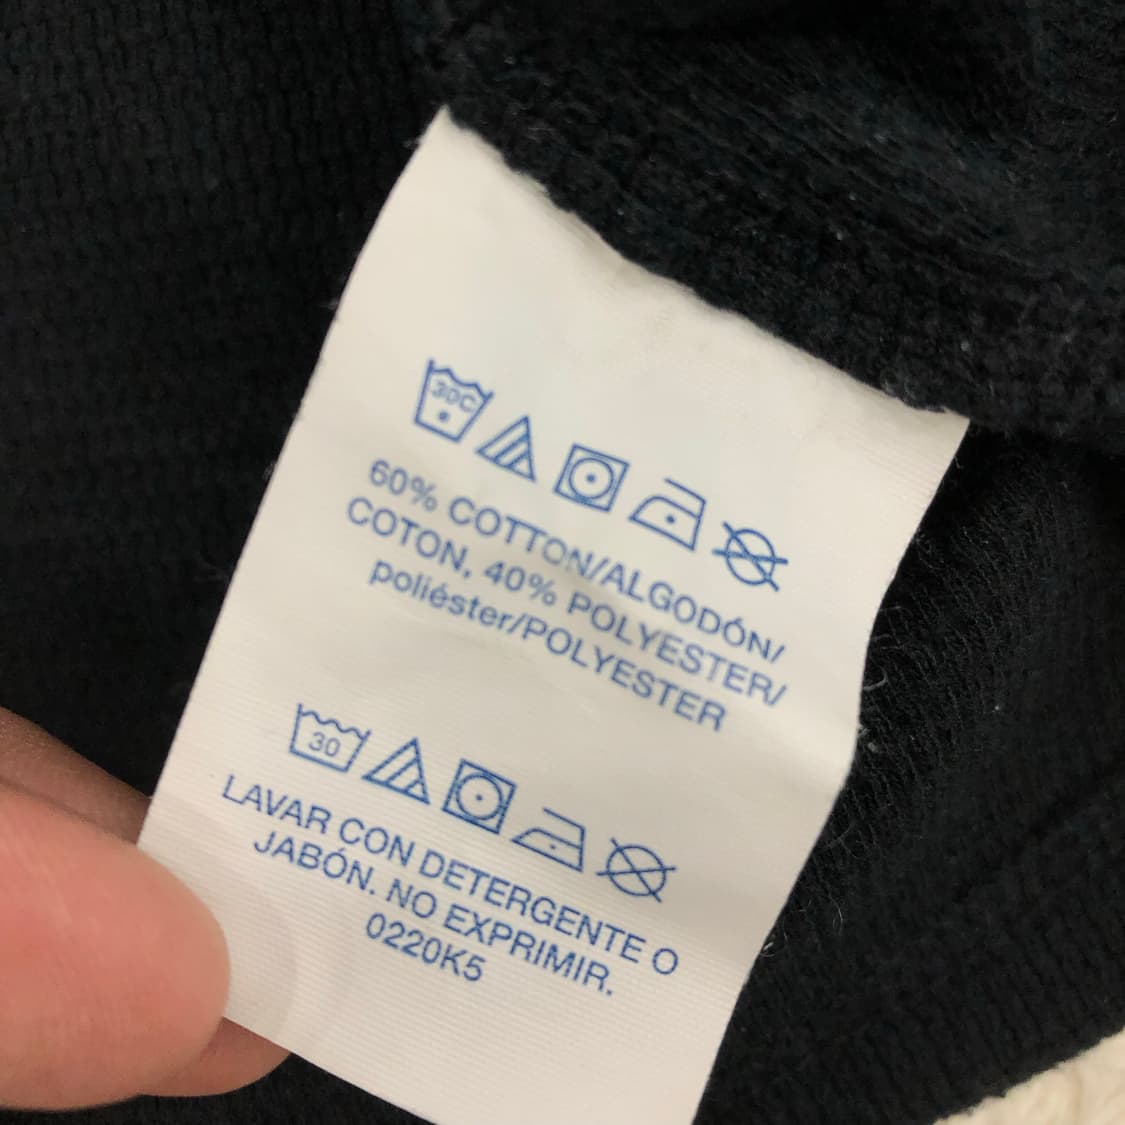 30C
60% COTTON/ALGODÓN/
COTON, 40% POLYESTER/
poliéster/POLYESTER
30
LAVAR CON DETERGENTE O
JABÓN. NO EXPRIMIR.
0220K5